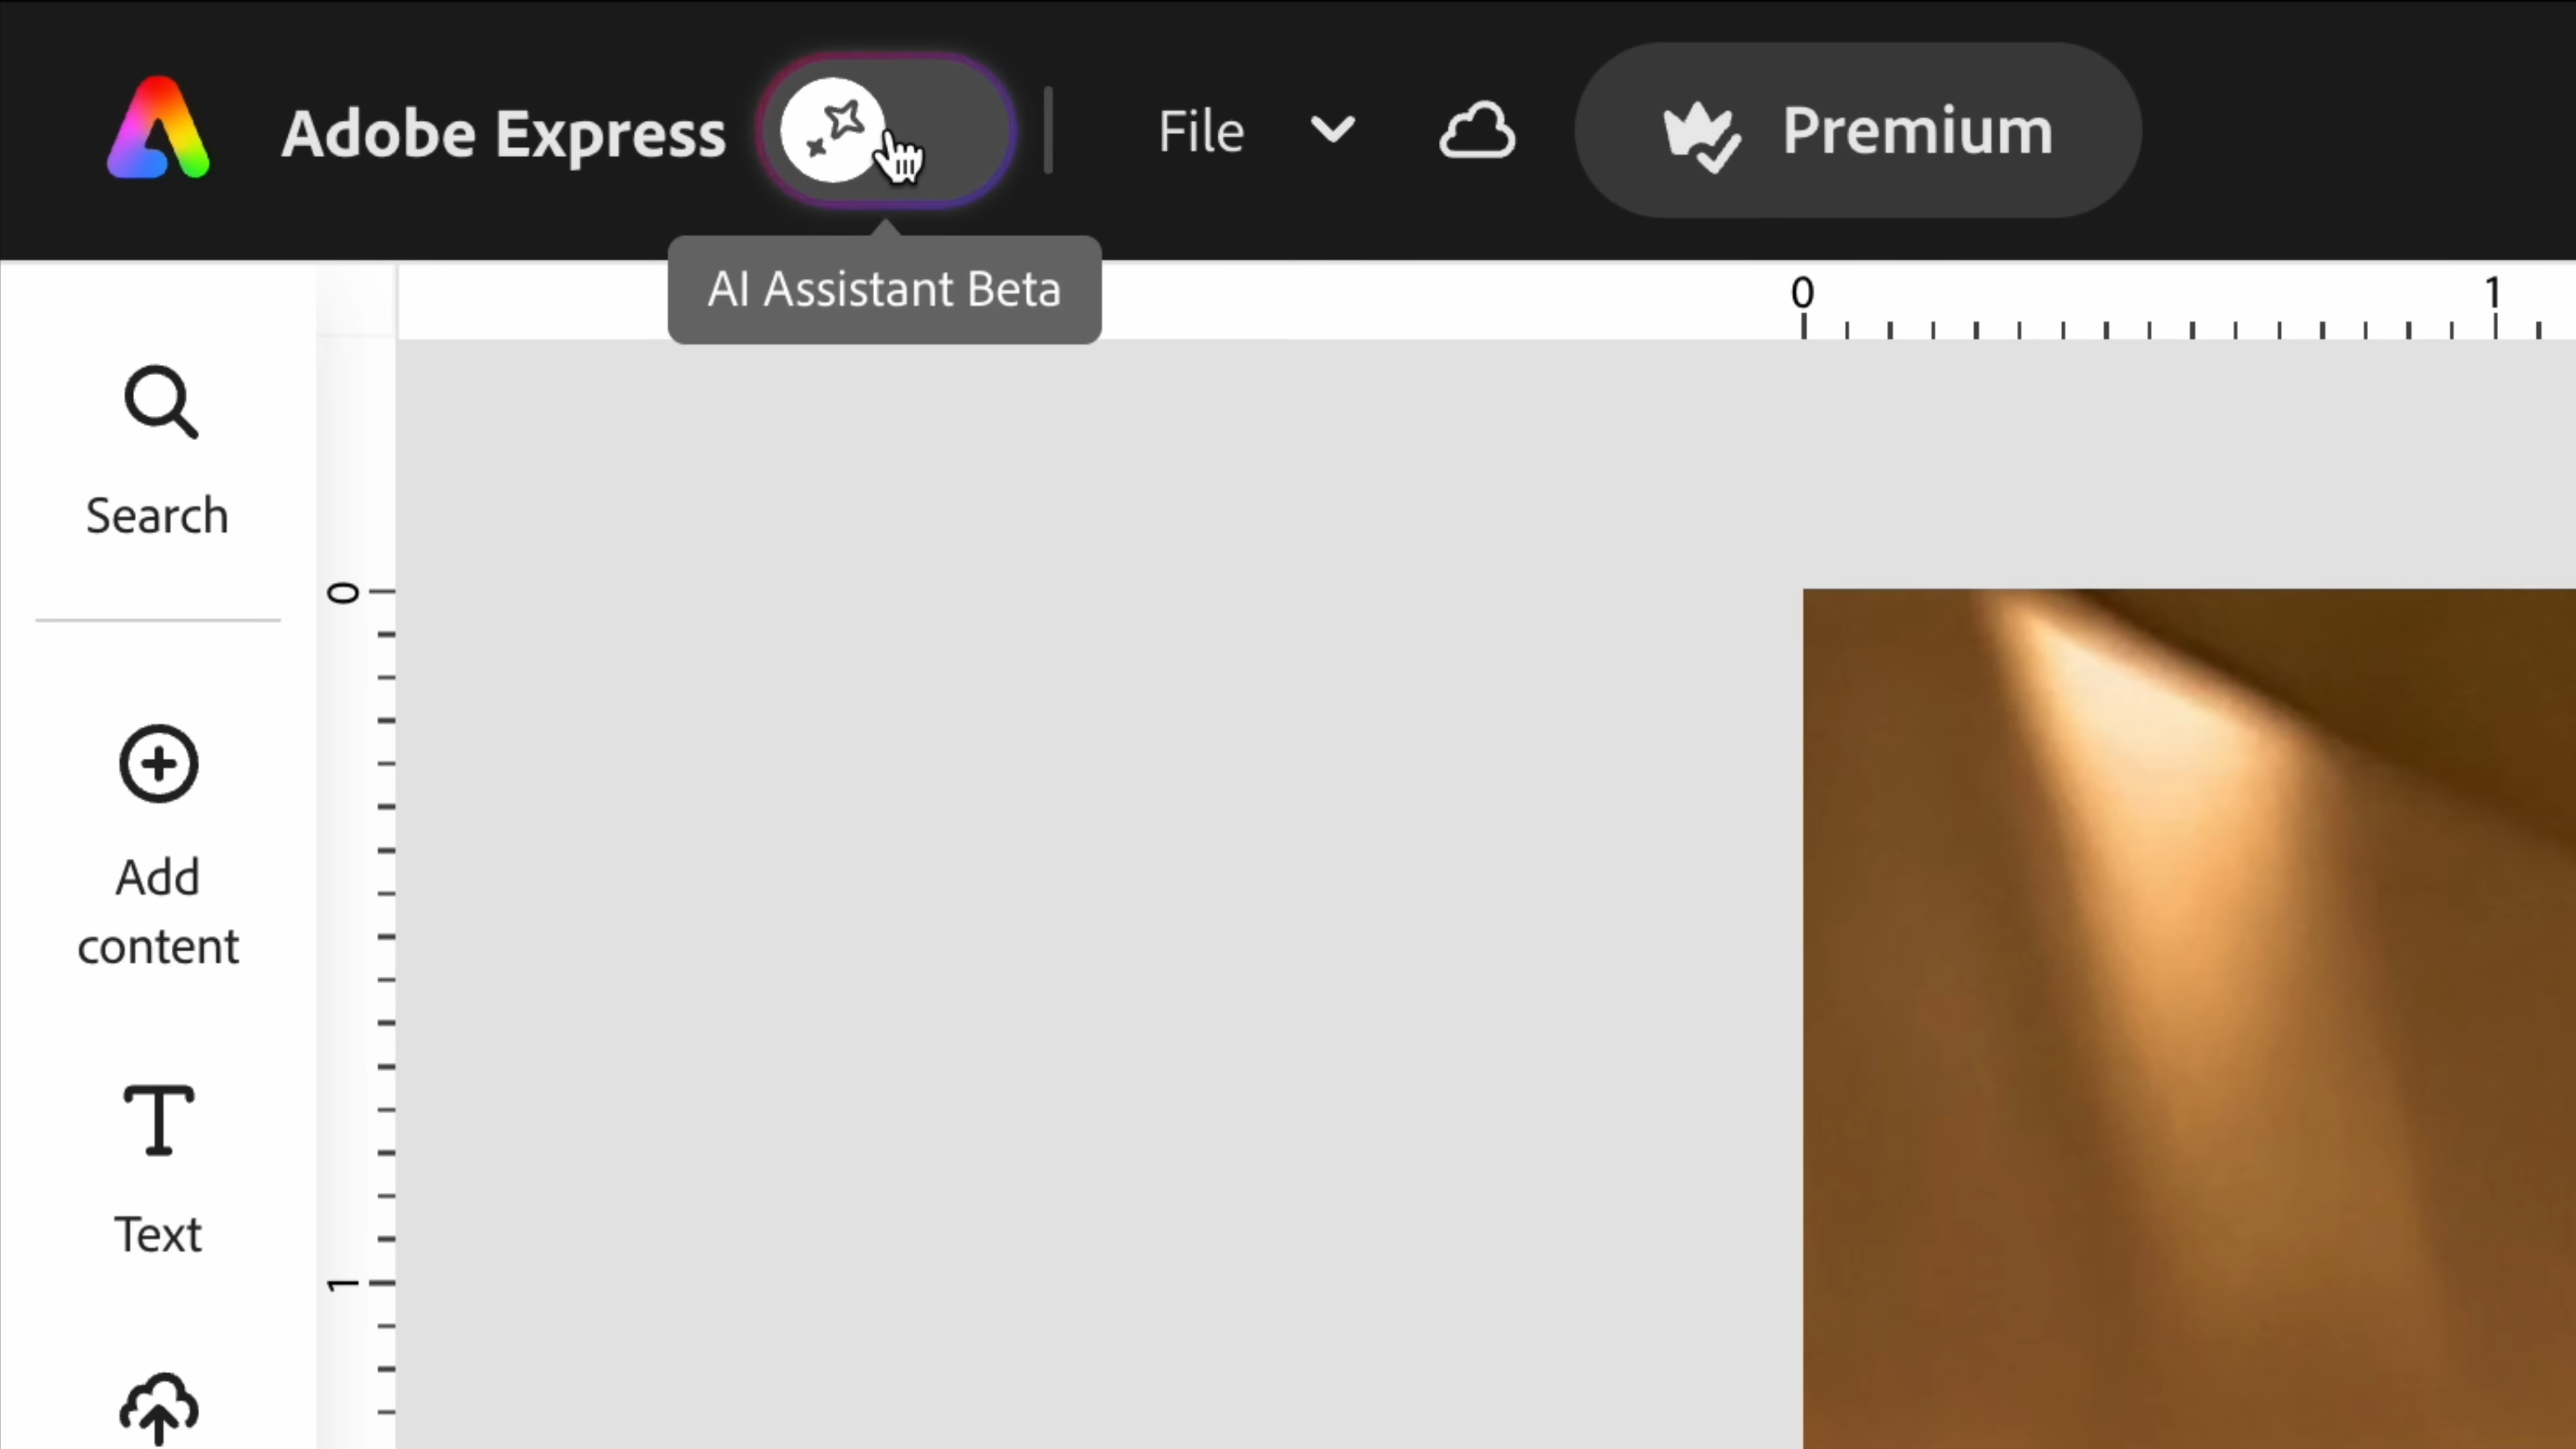 Adobe Express
File
Premium
AI Assistant Beta
0
1
Search
0
Add
content
Text
1